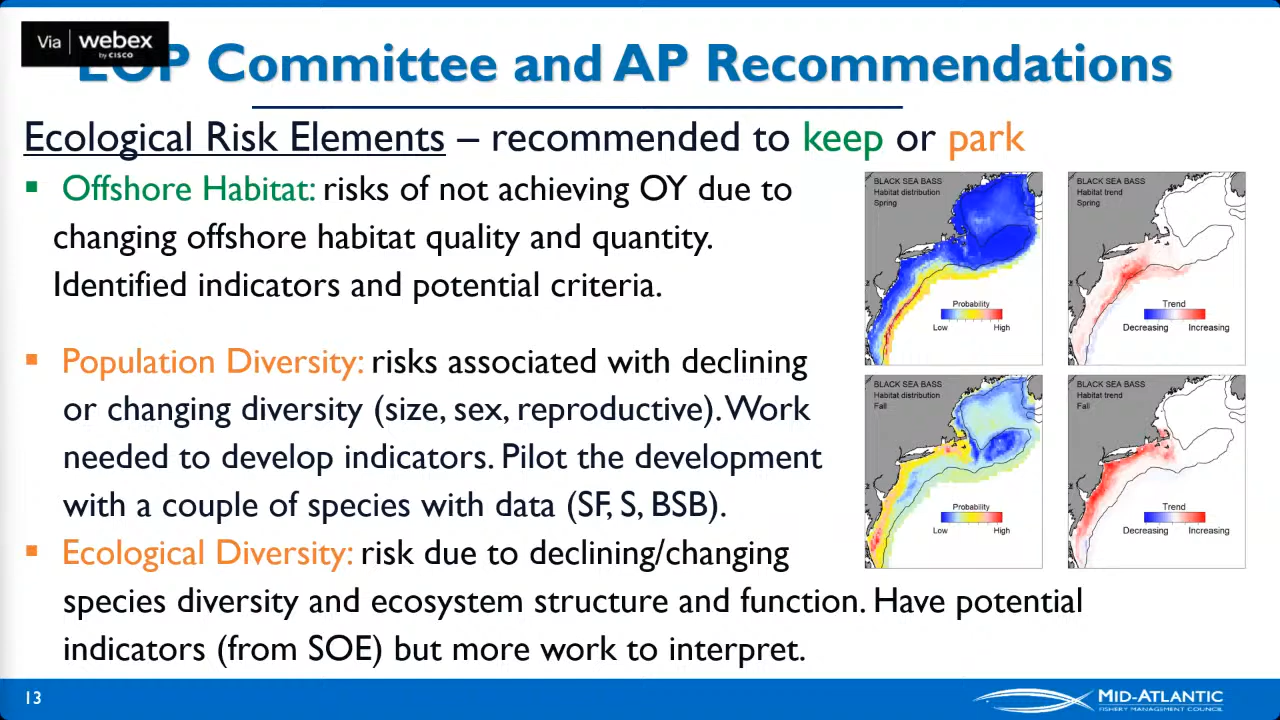 Via webex
by CISCO
EOP Committee and AP Recommendations
Ecological Risk Elements – recommended to keep or park
▪ Offshore Habitat: risks of not achieving OY due to
changing offshore habitat quality and quantity.
Identified indicators and potential criteria.
▪ Population Diversity: risks associated with declining
or changing diversity (size, sex, reproductive). Work
needed to develop indicators. Pilot the development
with a couple of species with data (SF, S, BSB).
▪ Ecological Diversity: risk due to declining/changing
species diversity and ecosystem structure and function. Have potential
indicators (from SOE) but more work to interpret.
BLACK SEA BASS
Habitat distribution
Spring
Probability
Low High
BLACK SEA BASS
Habitat trend
Spring
Trend
Decreasing Increasing
BLACK SEA BASS
Habitat distribution
Fall
Probability
Low High
BLACK SEA BASS
Habitat trend
Fall
Trend
Decreasing Increasing
13
MID-ATLANTIC
FISHERY MANAGEMENT COUNCIL